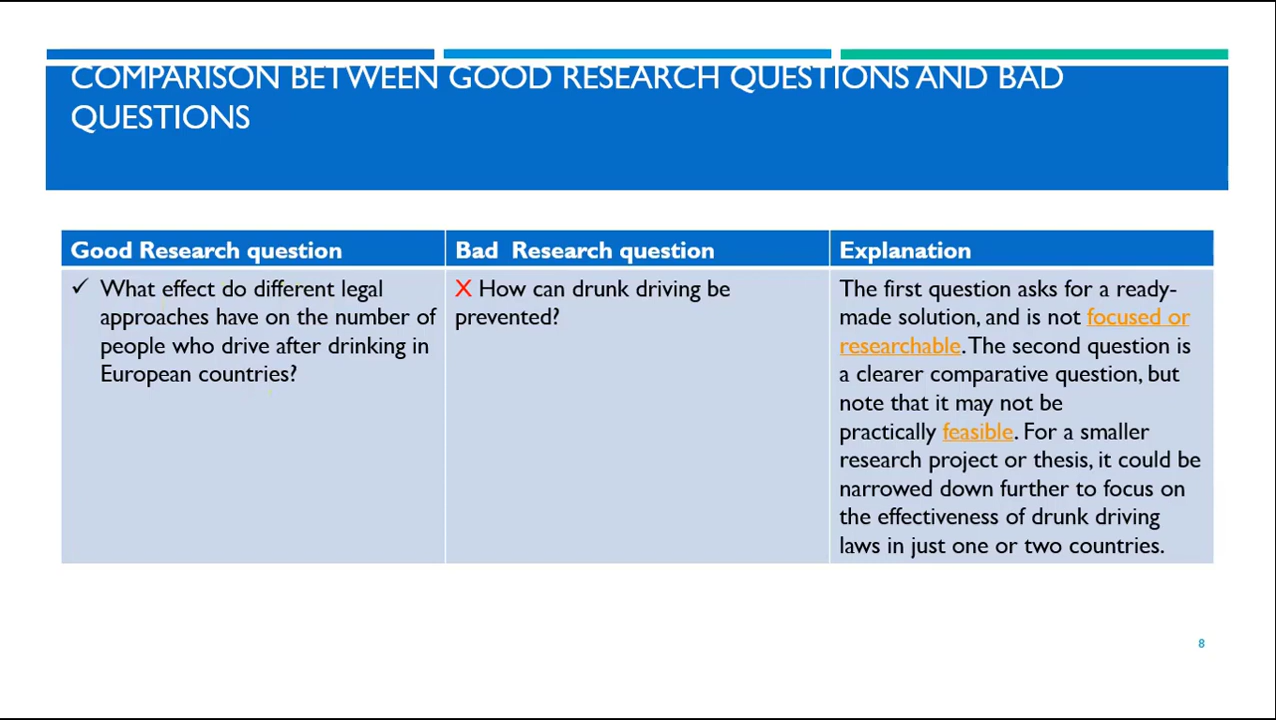 COMPARISON BETWEEN GOOD RESEARCH QUESTIONS AND BAD
QUESTIONS
Good Research question
Bad Research question
Explanation
✓ What effect do different legal
approaches have on the number of
people who drive after drinking in
European countries?
X How can drunk driving be
prevented?
The first question asks for a ready-
made solution, and is not focused or
researchable. The second question is
a clearer comparative question, but
note that it may not be
practically feasible. For a smaller
research project or thesis, it could be
narrowed down further to focus on
the effectiveness of drunk driving
laws in just one or two countries.
8